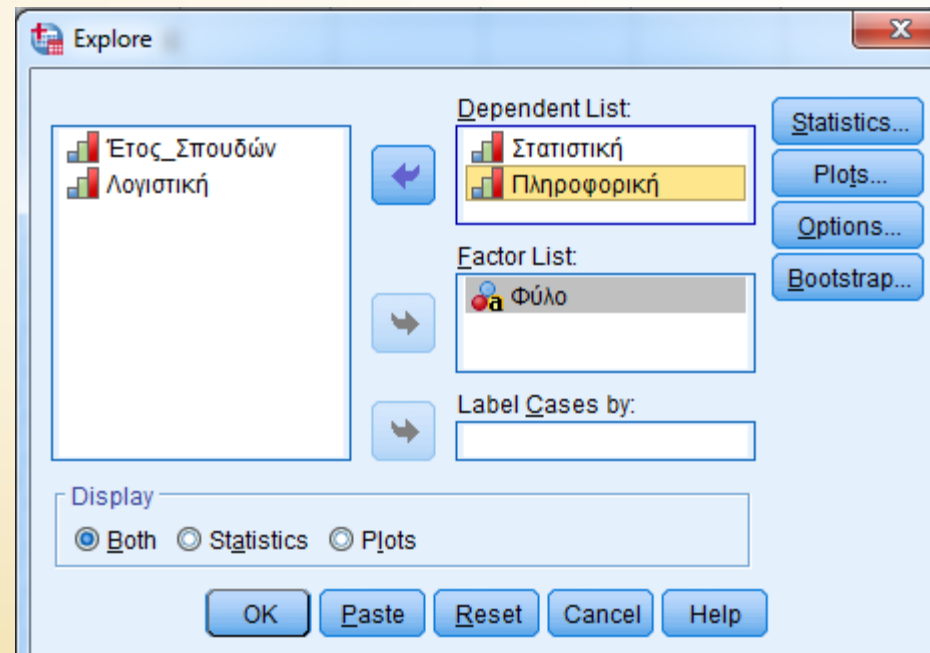 Explore
Έτος_Σπουδών
Λογιστική
Dependent List:
Στατιστική
Πληροφορική
Factor List:
a Φύλο
Label Cases by:
Statistics...
Plots...
Options...
Bootstrap...
Display
Both Statistics Plots
OK Paste Reset Cancel Help